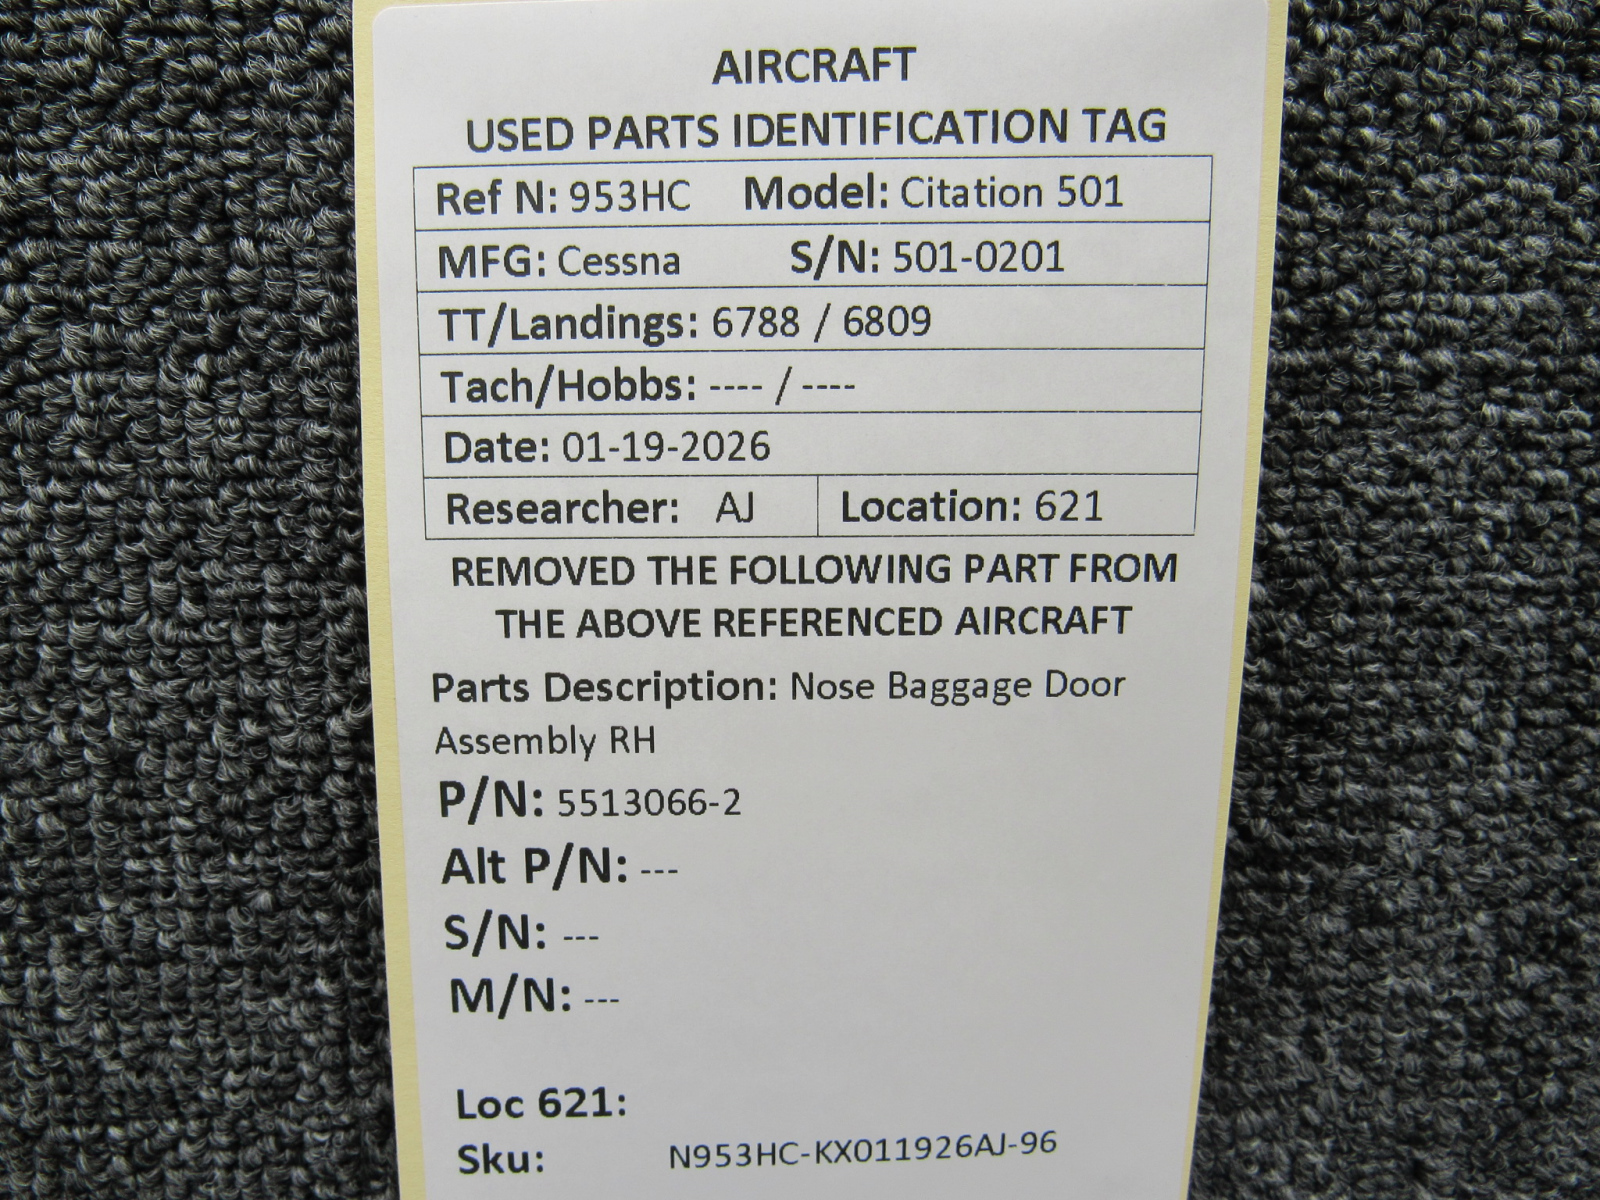 AIRCRAFT
USED PARTS IDENTIFICATION TAG
Ref N: 953HC Model: Citation 501
MFG: Cessna S/N: 501-0201
TT/Landings: 6788 / 6809
Tach/Hobbs: ---- / ----
Date: 01-19-2026
Researcher: AJ Location: 621
REMOVED THE FOLLOWING PART FROM
THE ABOVE REFERENCED AIRCRAFT
Parts Description: Nose Baggage Door
Assembly RH
P/N: 5513066-2
Alt P/N: ---
S/N: ---
M/N: ---
Loc 621:
Sku: N953HC-KX011926AJ-96